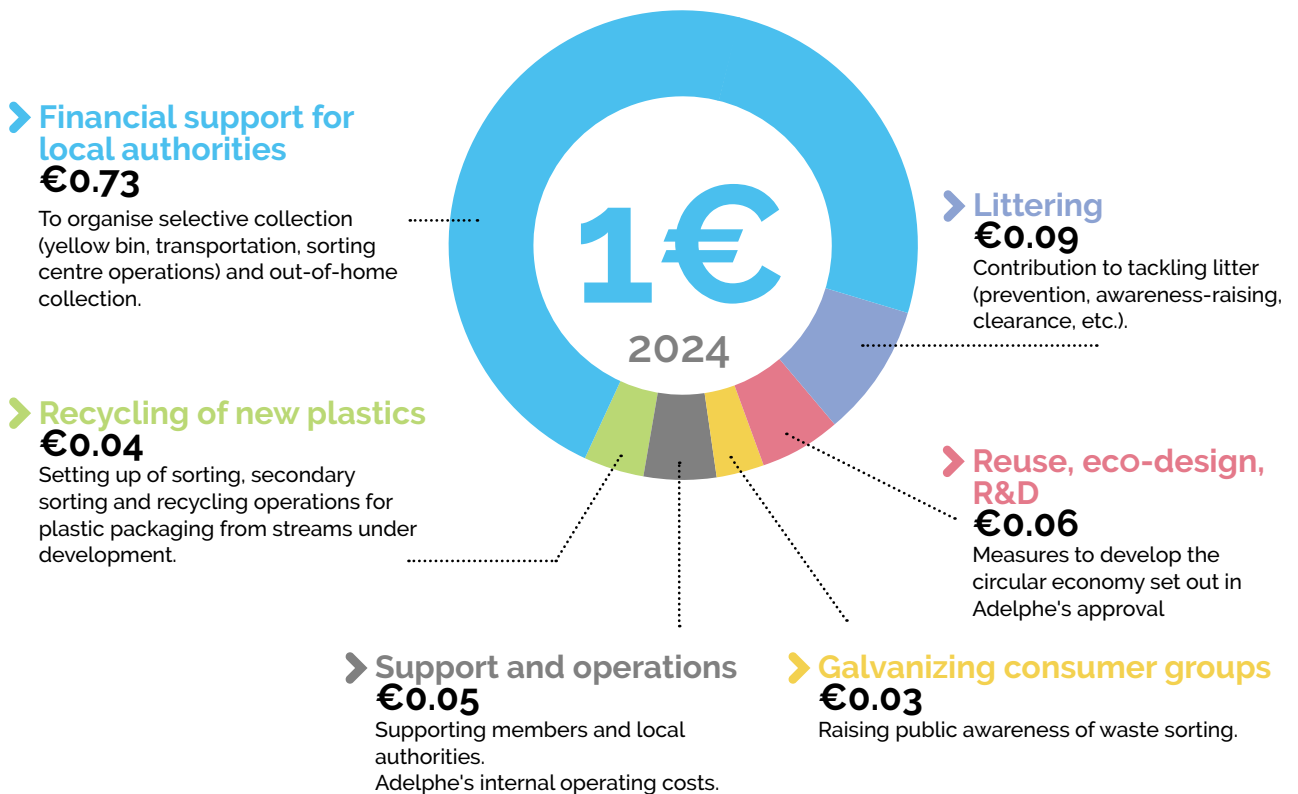 Financial support for
local authorities
€0.73
To organise selective collection
(yellow bin, transportation, sorting
centre operations) and out-of-home
collection.
1€
2024
Littering
€0.09
Contribution to tackling litter
(prevention, awareness-raising,
clearance, etc.).
Recycling of new plastics
€0.04
Setting up of sorting, secondary
sorting and recycling operations for
plastic packaging from streams under
development.
Reuse, eco-design,
R&D
€0.06
Measures to develop the
circular economy set out in
Adelphe's approval
Support and operations
€0.05
Supporting members and local
authorities.
Adelphe's internal operating costs.
Galvanizing consumer groups
€0.03
Raising public awareness of waste sorting.